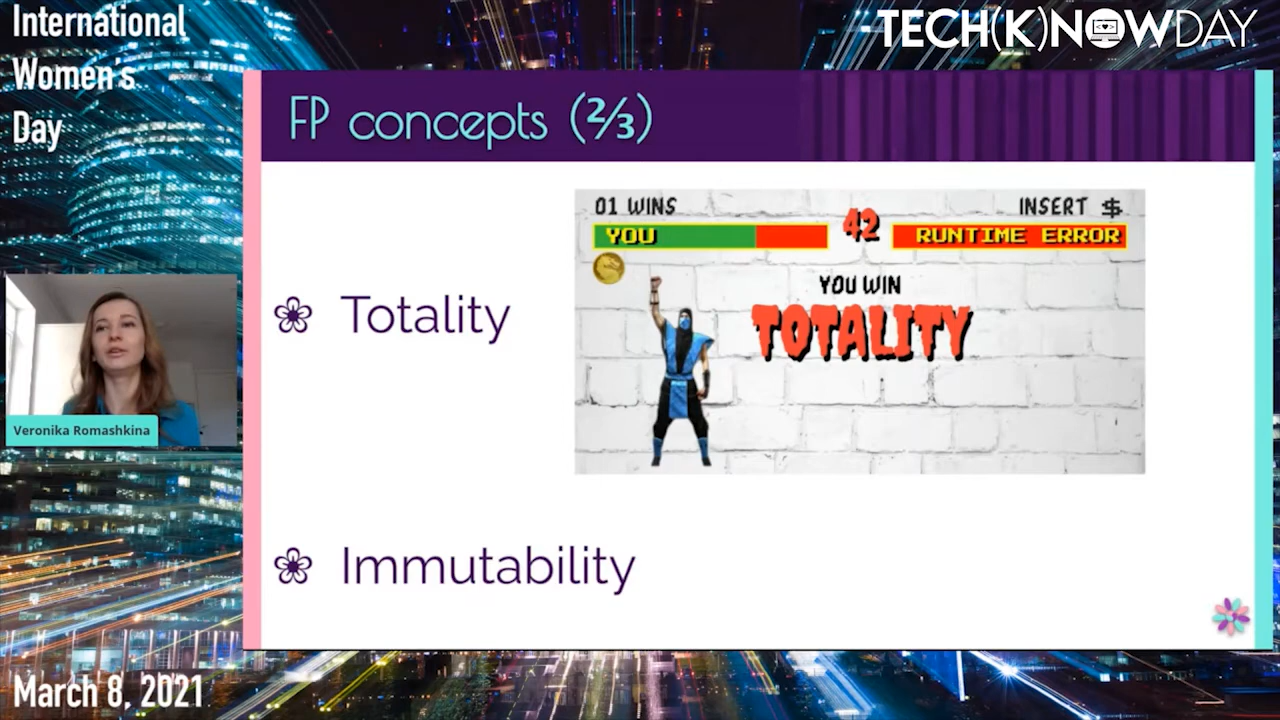 International
Women's
Day
TECH(K)NOWDAY
FP concepts (⅔)
01 WINS
42
INSERT $
YOU
RUNTIME ERROR
YOU WIN
TOTALITY
Totality
Veronika Romashkina
Immutability
March 8, 2021